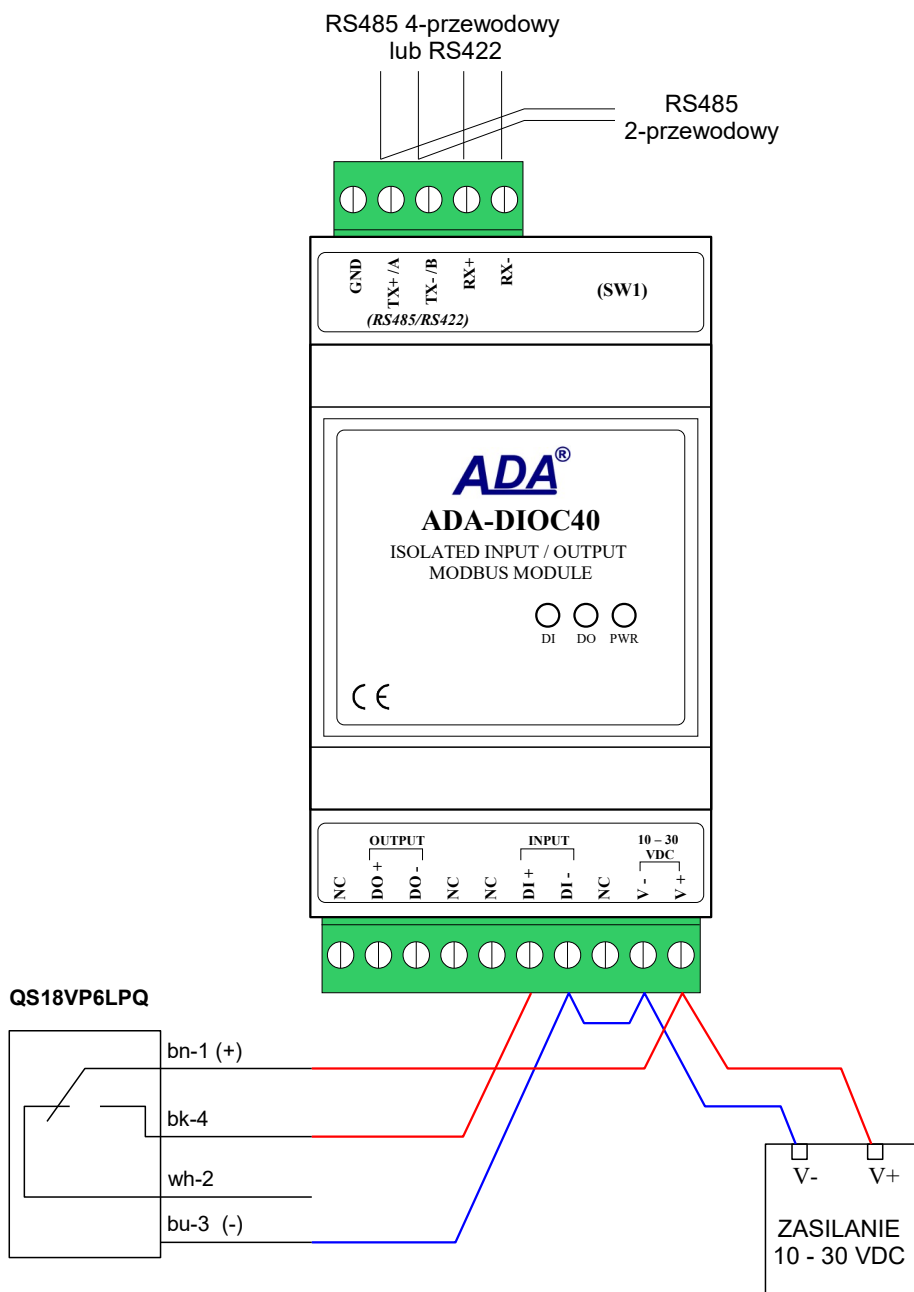 RS485 4-przewodowy
lub RS422
RS485
2-przewodowy
GND
TX+ /A
TX- /B
RX+
RX-
(SW1)
(RS485/RS422)
ADA®
ADA-DIOC40
ISOLATED INPUT / OUTPUT
MODBUS MODULE
DI DO PWR
CE
OUTPUT
INPUT
10 – 30
VDC
NC
DO +
DO -
NC
NC
DI +
DI -
NC
V -
V +
QS18VP6LPQ
bn-1 (+)
bk-4
wh-2
bu-3 (-)
V- V+
ZASILANIE
10 - 30 VDC